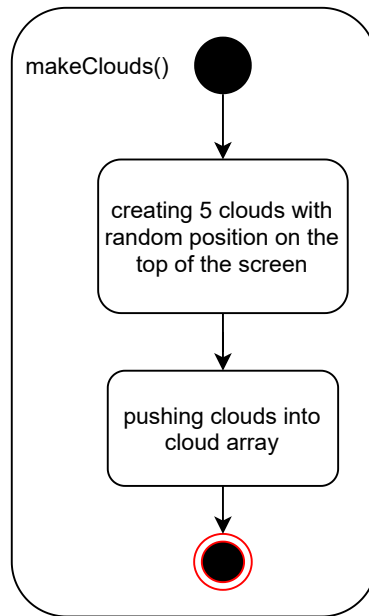 makeClouds()
creating 5 clouds with
random position on the
top of the screen
pushing clouds into
cloud array